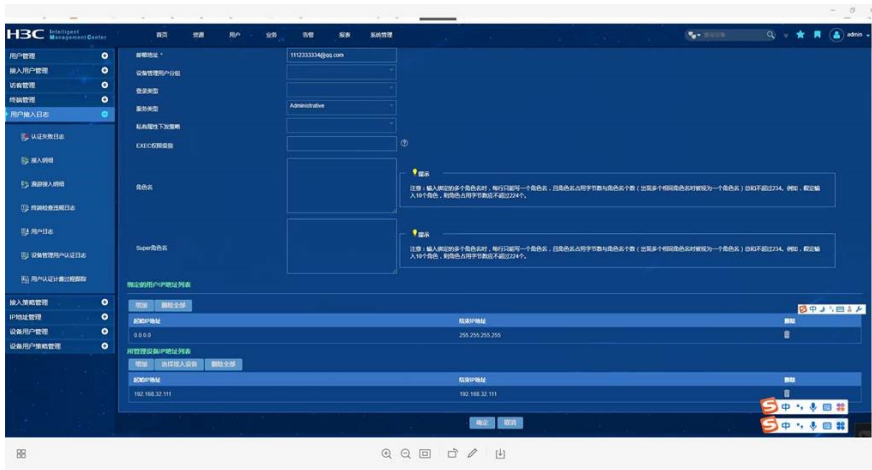 H3C Intelligent Management Center
首页 资源 用户 业务 告警 报表 系统管理
admin
用户管理
接入用户管理
访客管理
终端管理
用户接入日志
认证失败日志
接入明细
漫游接入明细
终端检查违规日志
用户日志
设备管理用户认证日志
用户认证计费过程跟踪
接入策略管理
IP地址管理
设备用户管理
设备用户策略管理
邮箱地址 *
1112333334@qq.com
设备管理用户分组
登录类型
服务类型
Administrative
私有属性下发策略
EXEC权限级别
角色名
提示
注意：输入绑定的多个角色名时，每行只能写一个角色名，且角色名占用字节数与角色名个数（出现多个相同角色名时被视为一个角色名）总和不超过234。例如，假定输
入10个角色，则角色占用字节数应不超过224个。
Super角色名
提示
注意：输入绑定的多个角色名时，每行只能写一个角色名，且角色名占用字节数与角色名个数（出现多个相同角色名时被视为一个角色名）总和不超过234。例如，假定输
入10个角色，则角色占用字节数应不超过224个。
绑定的用户IP地址列表
增加 删除全部
起始IP地址 结束IP地址 删除
0.0.0.0 255.255.255.255
所管理设备IP地址列表
增加 选择接入设备 删除全部
起始IP地址 结束IP地址 删除
192.168.32.111 192.168.32.111
确定 取消
中
中
中